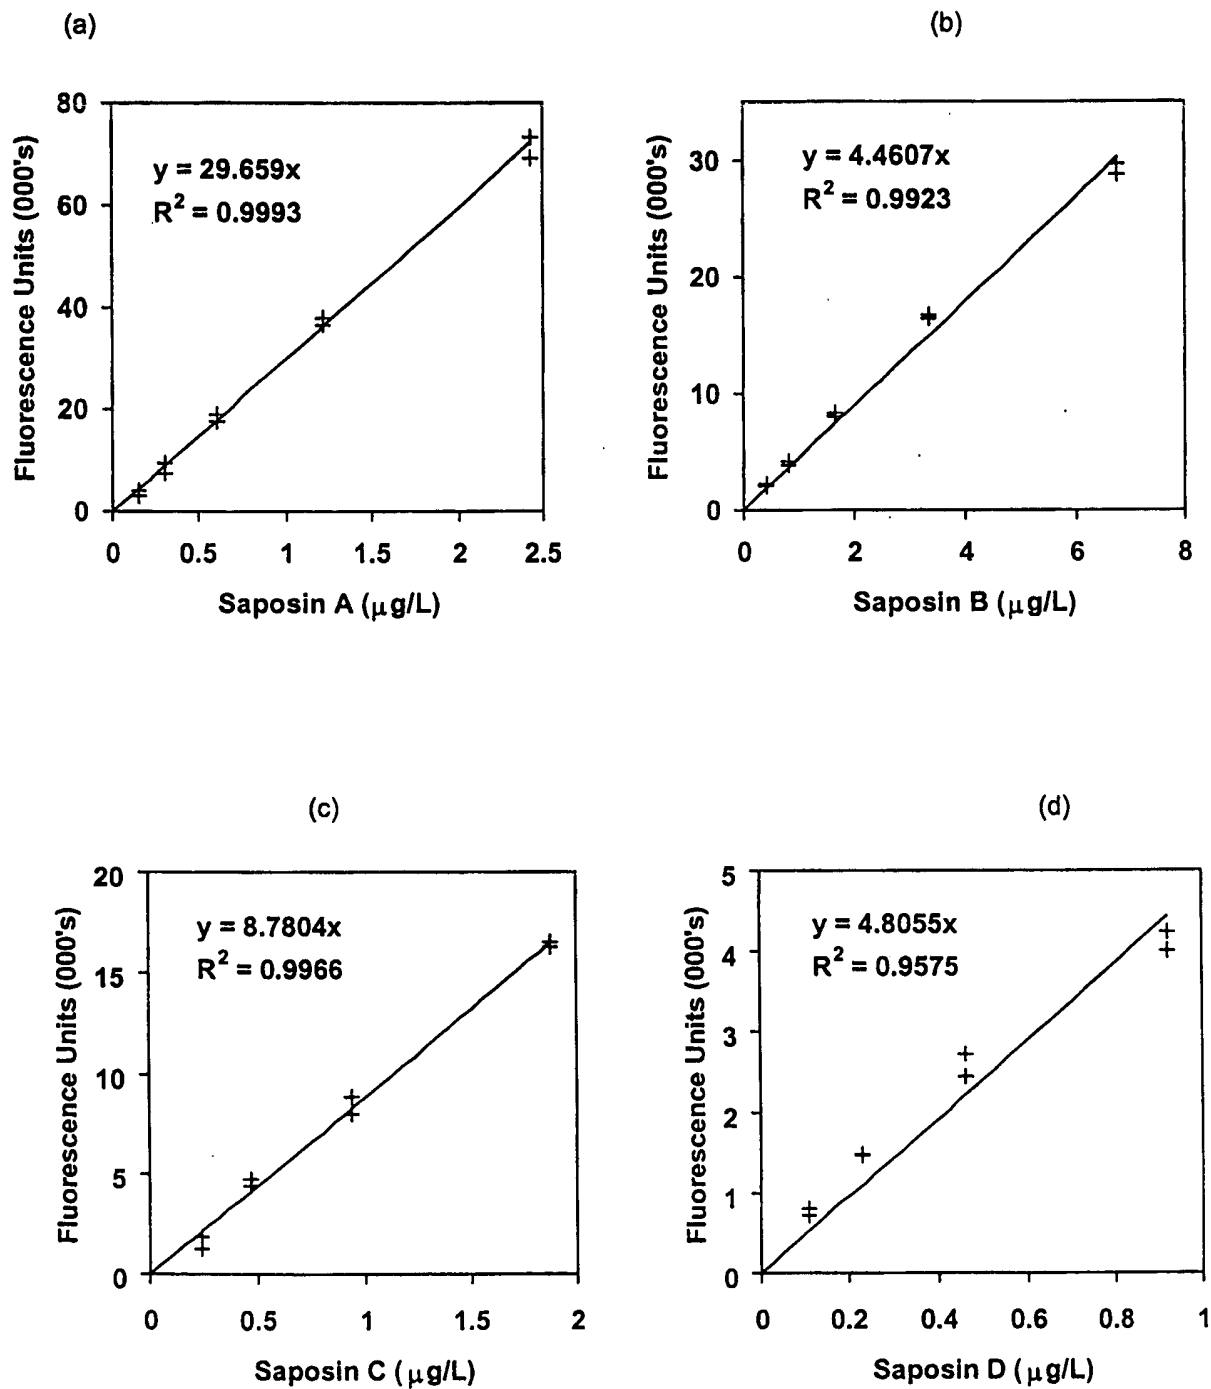 (a)
80
60
40
20
0
Fluorescence Units (000's)
y = 29.659x
R² = 0.9993
0 0.5 1 1.5 2 2.5
Saposin A (μg/L)
(b)
30
20
10
0
Fluorescence Units (000's)
y = 4.4607x
R² = 0.9923
0 2 4 6 8
Saposin B (μg/L)
(c)
20
15
10
5
0
Fluorescence Units (000's)
y = 8.7804x
R² = 0.9966
0 0.5 1 1.5 2
Saposin C (μg/L)
(d)
5
4
3
2
1
0
Fluorescence Units (000's)
y = 4.8055x
R² = 0.9575
0 0.2 0.4 0.6 0.8 1
Saposin D (μg/L)